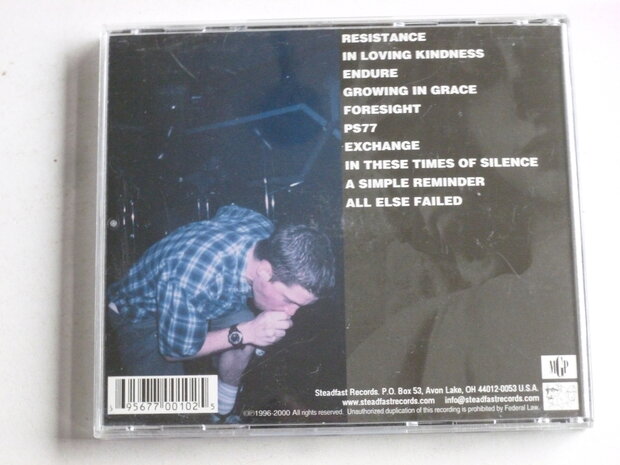 RESISTANCE
IN LOVING KINDNESS
ENDURE
GROWING IN GRACE
FORESIGHT
PS77
EXCHANGE
IN THESE TIMES OF SILENCE
A SIMPLE REMINDER
ALL ELSE FAILED
MGP
Steadfast Records. P.O. Box 53, Avon Lake, OH 44012-0053 U.S.A.
www.steadfastrecords.com info@steadfastrecords.com
©℗1996-2000 All rights reserved. Unauthorized duplication of this recording is prohibited by Federal Law.
95677 00102 5